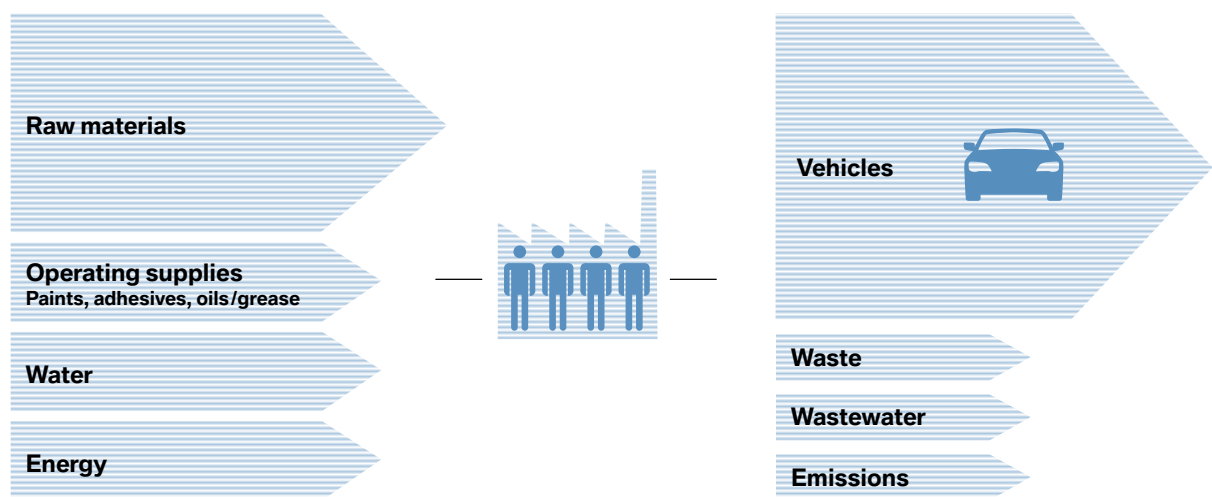 Raw materials
Operating supplies
Paints, adhesives, oils/grease
Water
Energy
Vehicles
Waste
Wastewater
Emissions